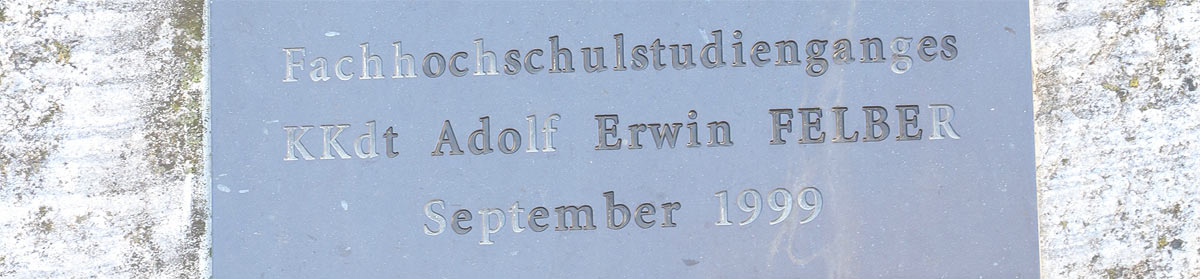 Fachhochschulstudienganges
KKdt Adolf Erwin FELBER
September 1999